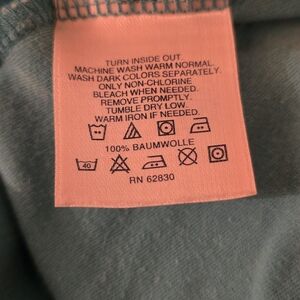 TURN INSIDE OUT
MACHINE WASH WARM NORMAL.
WASH DARK COLORS SEPARATELY.
ONLY NON-CHLORINE
BLEACH WHEN NEEDED.
REMOVE PROMPTLY.
TUMBLE DRY LOW.
WARM IRON IF NEEDED.
100% BAUMWOLLE
40
RN 62830